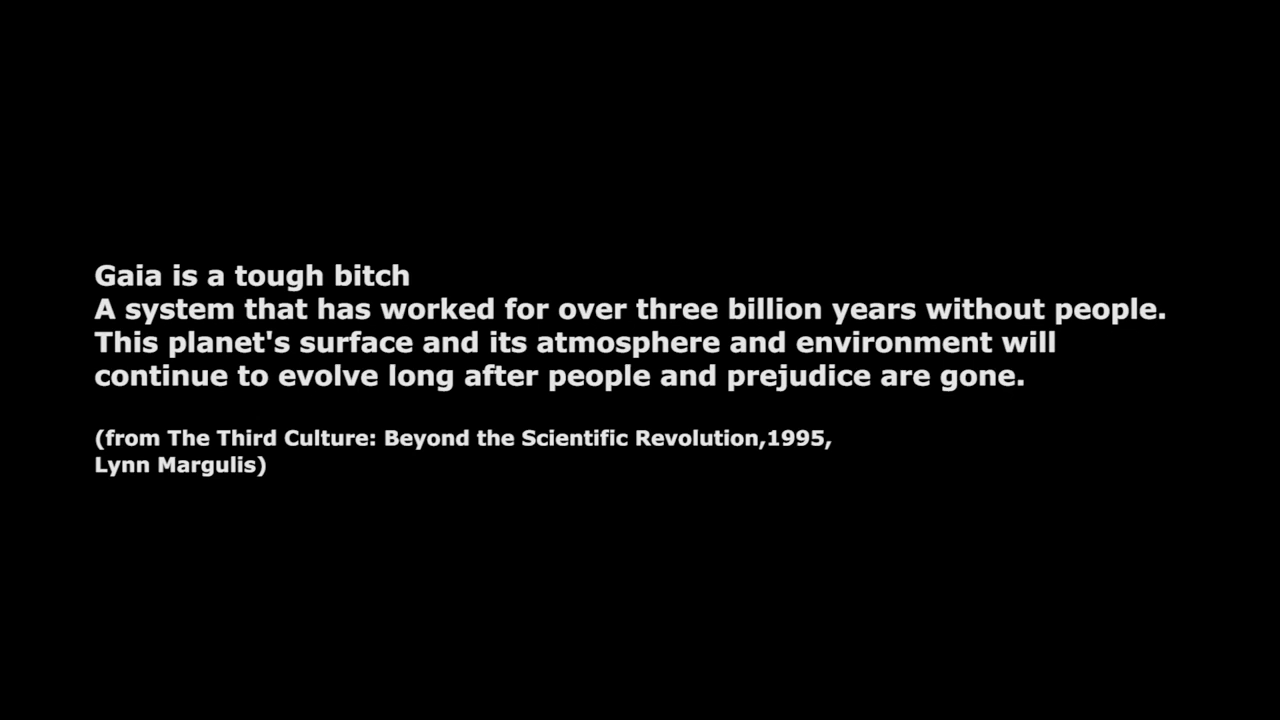 Gaia is a tough bitch
A system that has worked for over three billion years without people.
This planet's surface and its atmosphere and environment will
continue to evolve long after people and prejudice are gone.
(from The Third Culture: Beyond the Scientific Revolution,1995,
Lynn Margulis)